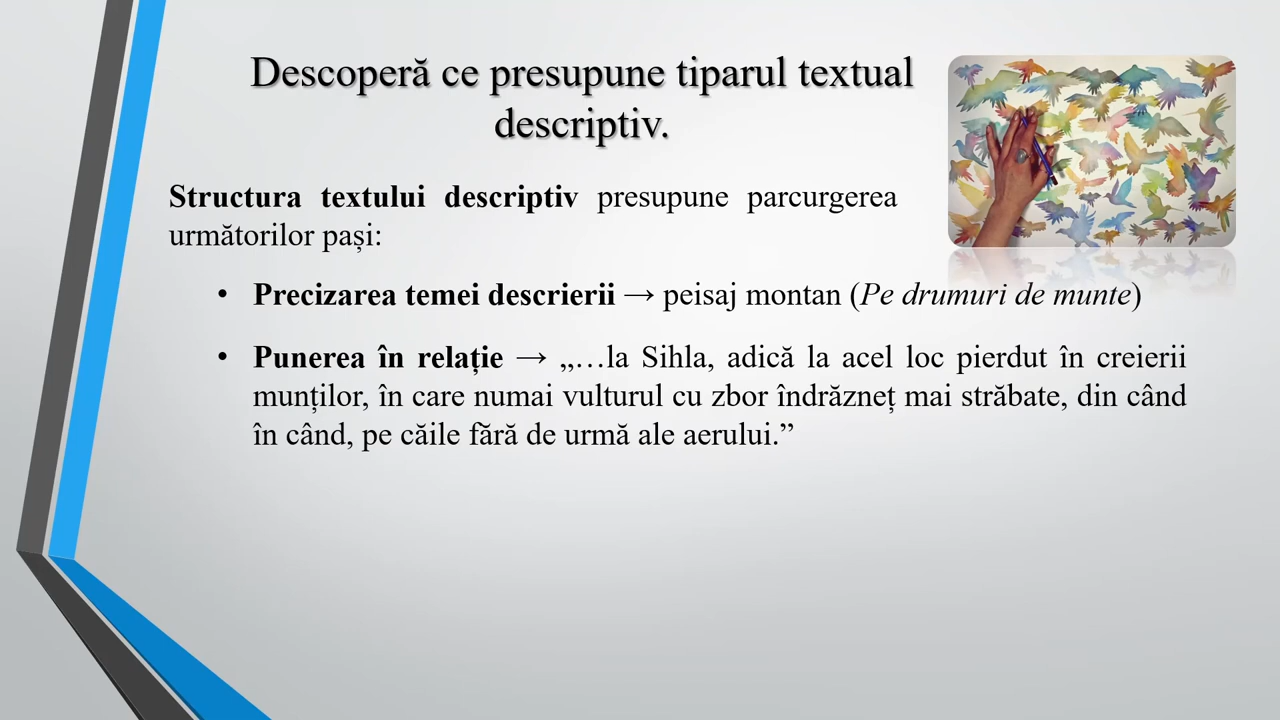 Descoperă ce presupune tiparul textual
descriptiv.
Structura textului descriptiv presupune parcurgerea
următorilor pași:
• Precizarea temei descrierii → peisaj montan (Pe drumuri de munte)
• Punerea în relație → „…la Sihla, adică la acel loc pierdut în creierii
munților, în care numai vulturul cu zbor îndrăzneț mai străbate, din când
în când, pe căile fără de urmă ale aerului.”